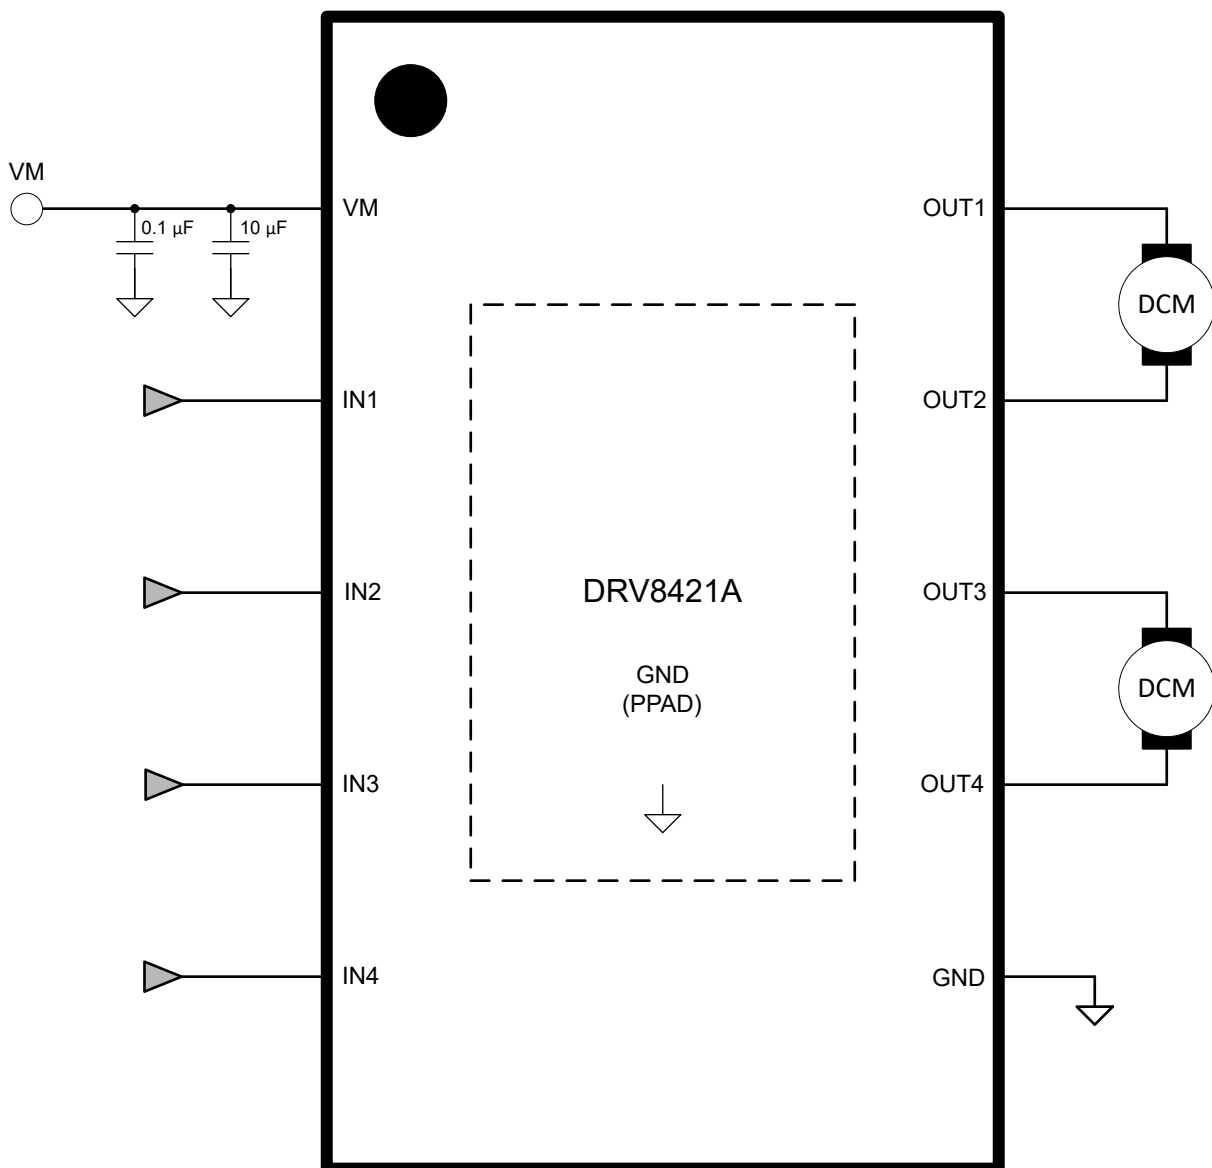 VM
0.1 µF
10 µF
VM
OUT1
DCM
IN1
OUT2
IN2
DRV8421A
OUT3
GND
(PPAD)
DCM
IN3
OUT4
IN4
GND